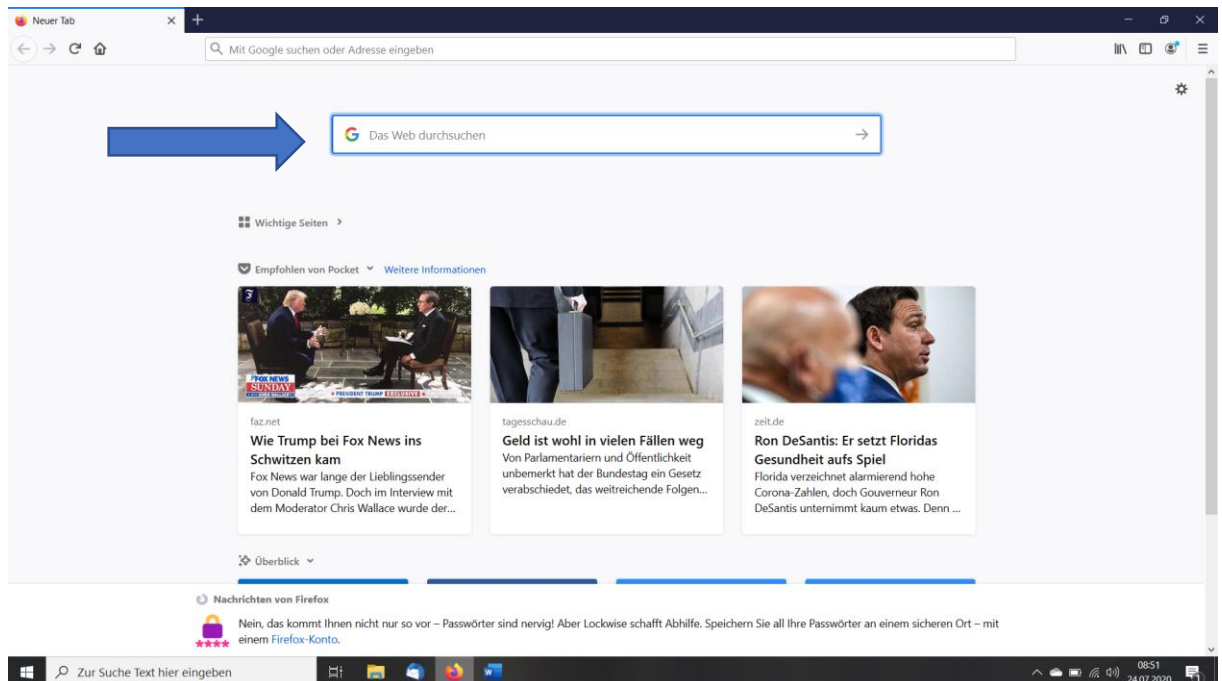 Neuer Tab
Mit Google suchen oder Adresse eingeben
Das Web durchsuchen
Wichtige Seiten
Empfohlen von Pocket Weitere Informationen
FOX NEWS
SUNDAY
PRESIDENT TRUMP EXCLUSIVE
faz.net
Wie Trump bei Fox News ins
Schwitzen kam
Fox News war lange der Lieblingssender
von Donald Trump. Doch im Interview mit
dem Moderator Chris Wallace wurde der...
tagesschau.de
Geld ist wohl in vielen Fällen weg
Von Parlamentariern und Öffentlichkeit
unbemerkt hat der Bundestag ein Gesetz
verabschiedet, das weitreichende Folgen...
zeit.de
Ron DeSantis: Er setzt Floridas
Gesundheit aufs Spiel
Florida verzeichnet alarmierend hohe
Corona-Zahlen, doch Gouverneur Ron
DeSantis unternimmt kaum etwas. Denn ...
Überblick
Nachrichten von Firefox
Nein, das kommt Ihnen nicht nur so vor – Passwörter sind nervig! Aber Lockwise schafft Abhilfe. Speichern Sie all Ihre Passwörter an einem sicheren Ort – mit
einem Firefox-Konto.
Zur Suche Text hier eingeben
08:51
24.07.2020